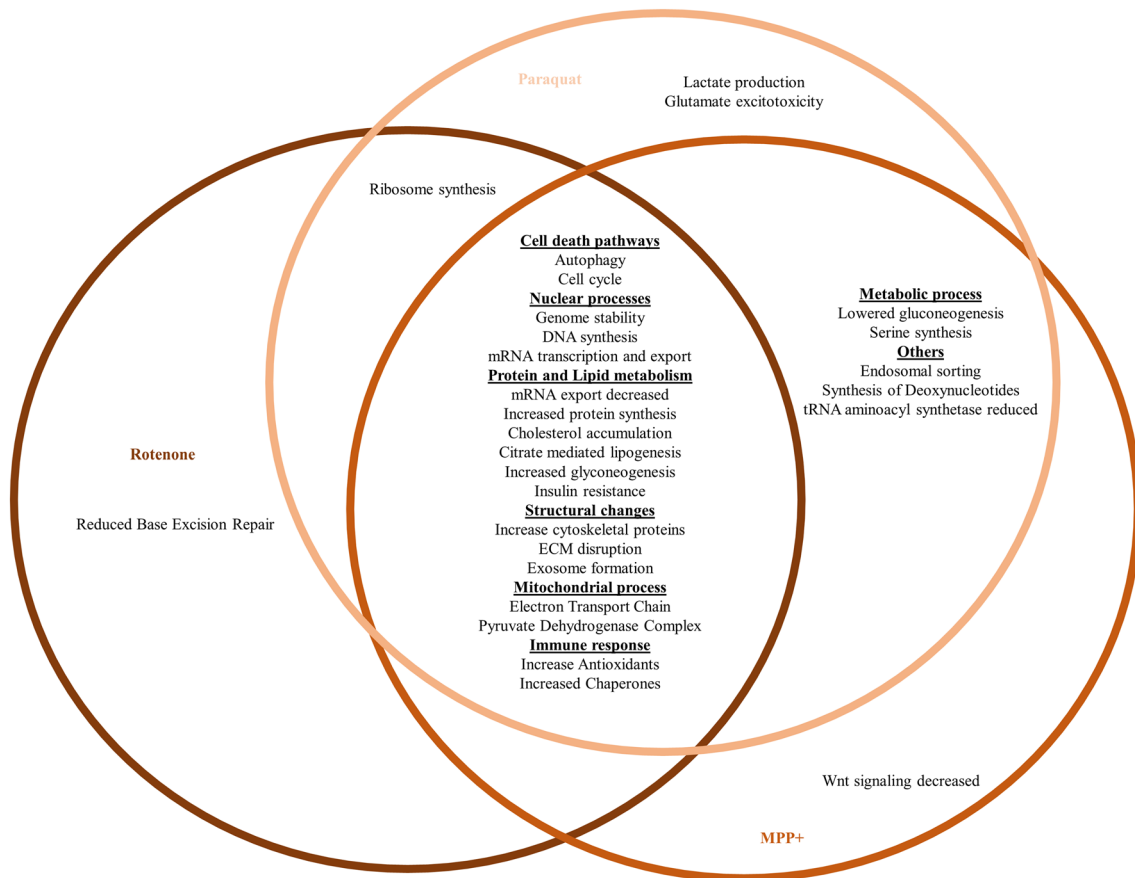 Paraquat
Lactate production
Glutamate excitotoxicity
Ribosome synthesis
Cell death pathways
Autophagy
Cell cycle
Nuclear processes
Genome stability
DNA synthesis
mRNA transcription and export
Protein and Lipid metabolism
mRNA export decreased
Increased protein synthesis
Cholesterol accumulation
Citrate mediated lipogenesis
Increased glyconeogenesis
Insulin resistance
Structural changes
Increase cytoskeletal proteins
ECM disruption
Exosome formation
Mitochondrial process
Electron Transport Chain
Pyruvate Dehydrogenase Complex
Immune response
Increase Antioxidants
Increased Chaperones
Metabolic process
Lowered gluconeogenesis
Serine synthesis
Others
Endosomal sorting
Synthesis of Deoxynucleotides
tRNA aminoacyl synthetase reduced
Rotenone
Reduced Base Excision Repair
Wnt signaling decreased
MPP+